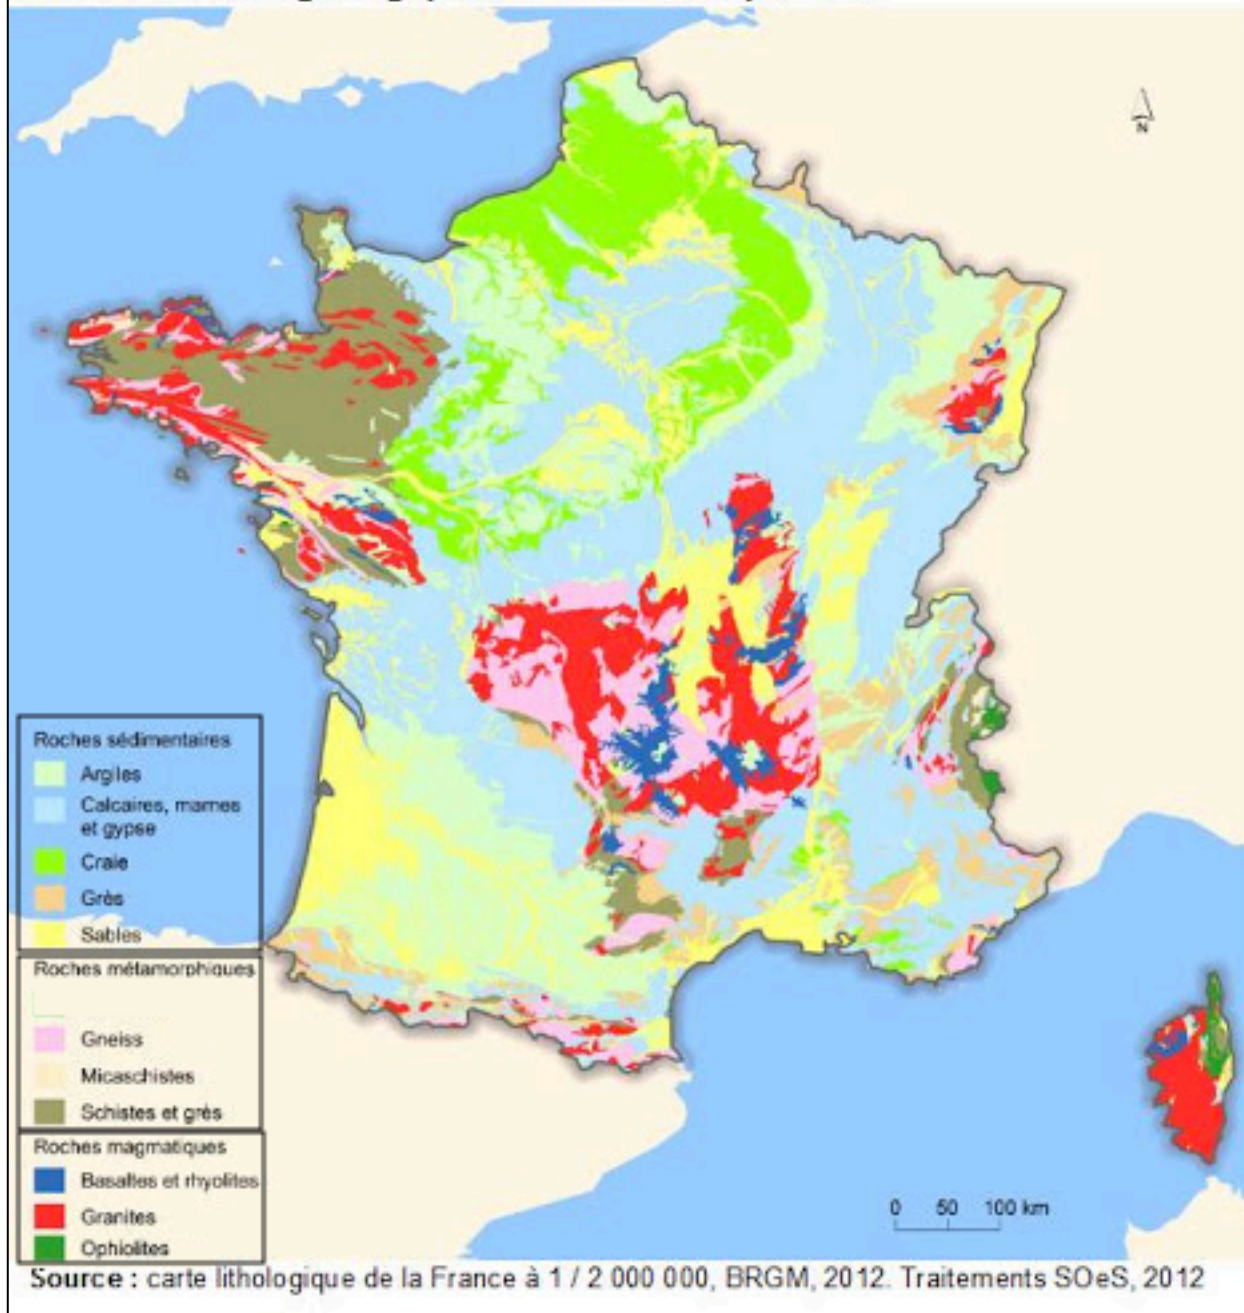 N
Roches sédimentaires
Argiles
Calcaires, marnes
et gypse
Craie
Grès
Sables
Roches métamorphiques
Gneiss
Micaschistes
Schistes et grès
Roches magmatiques
Basaltes et rhyolites
Granites
Ophiolites
0 50 100 km
Source : carte lithologique de la France à 1 / 2 000 000, BRGM, 2012. Traitements SOeS, 2012